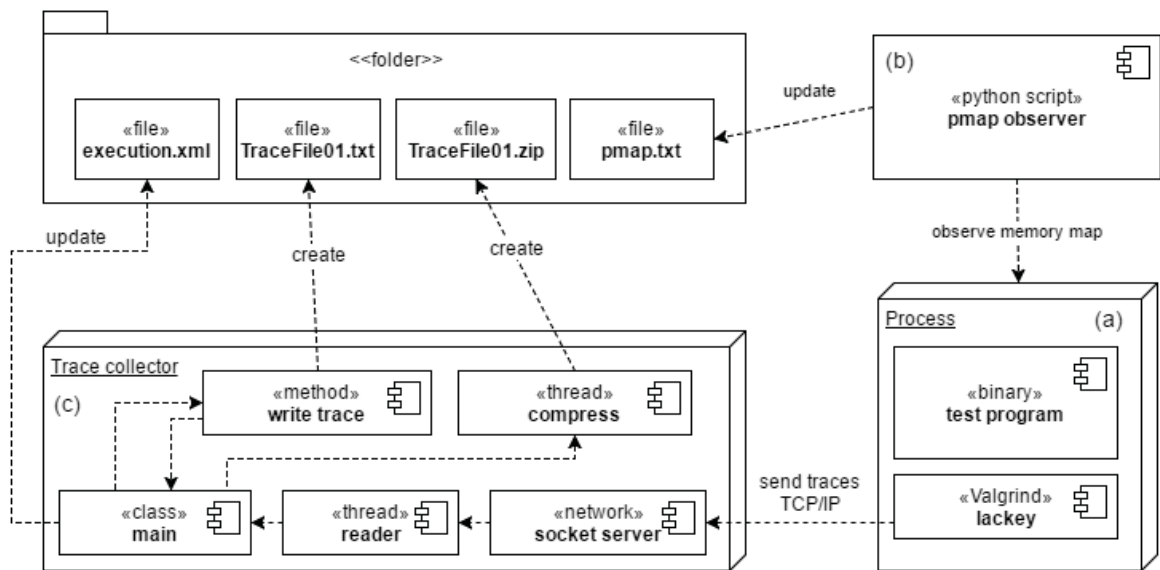 <<folder>>
«file»
execution.xml
«file»
TraceFile01.txt
«file»
TraceFile01.zip
«file»
pmap.txt
update
(b)
«python script»
pmap observer
update
create
create
observe memory map
Trace collector
(c)
«method»
write trace
«thread»
compress
«class»
main
«thread»
reader
«network»
socket server
send traces
TCP/IP
Process
(a)
«binary»
test program
«Valgrind»
lackey